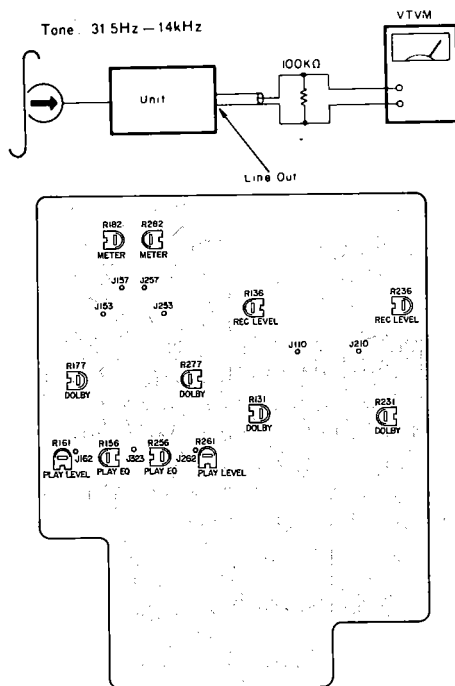 VTVM
Tone. 31 5Hz — 14kHz
100KΩ
Unit
Line Out
R182 R282
METER METER
J157 J257
R136 R236
J153 J253
REC LEVEL REC LEVEL
J110 J210
R177 R277
DOLBY DOLBY
R131 R231
DOLBY DOLBY
R161 R156 R256 R261
J162 J323 J262
PLAY LEVEL PLAY EQ PLAY EQ PLAY LEVEL